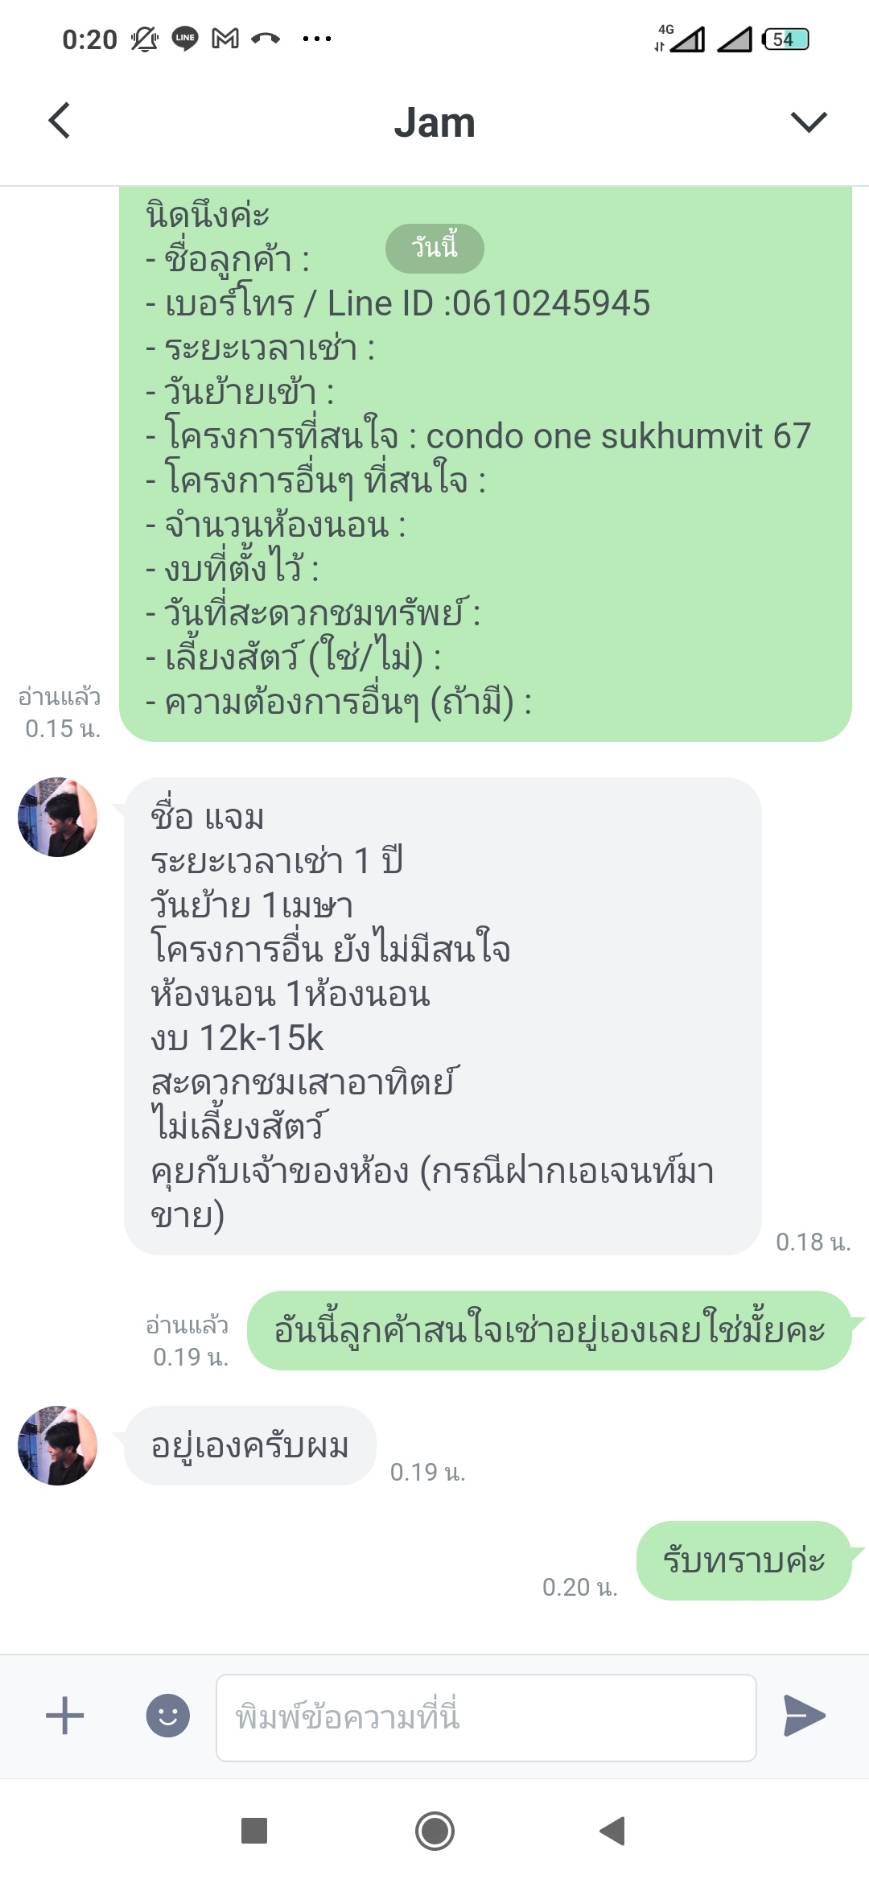 0:20
LINE
4G
54
Jam
นิดนึงค่ะ
วันนี้
- ชื่อลูกค้า :
- เบอร์โทร / Line ID :0610245945
- ระยะเวลาเช่า :
- วันย้ายเข้า :
- โครงการที่สนใจ : condo one sukhumvit 67
- โครงการอื่นๆ ที่สนใจ :
- จำนวนห้องนอน :
- งบที่ตั้งไว้ :
- วันที่สะดวกชมทรัพย์ :
- เลี้ยงสัตว์ (ใช่/ไม่) :
- ความต้องการอื่นๆ (ถ้ามี) :
อ่านแล้ว
0.15 น.
ชื่อ แจม
ระยะเวลาเช่า 1 ปี
วันย้าย 1เมษา
โครงการอื่น ยังไม่มีสนใจ
ห้องนอน 1ห้องนอน
งบ 12k-15k
สะดวกชมเสาอาทิตย์
ไม่เลี้ยงสัตว์
คุยกับเจ้าของห้อง (กรณีฝากเอเจนท์มา
ขาย)
0.18 น.
อ่านแล้ว
0.19 น.
อันนี้ลูกค้าสนใจเช่าอยู่เองเลยใช่มั้ยคะ
อยู่เองครับผม
0.19 น.
รับทราบค่ะ
0.20 น.
พิมพ์ข้อความที่นี่